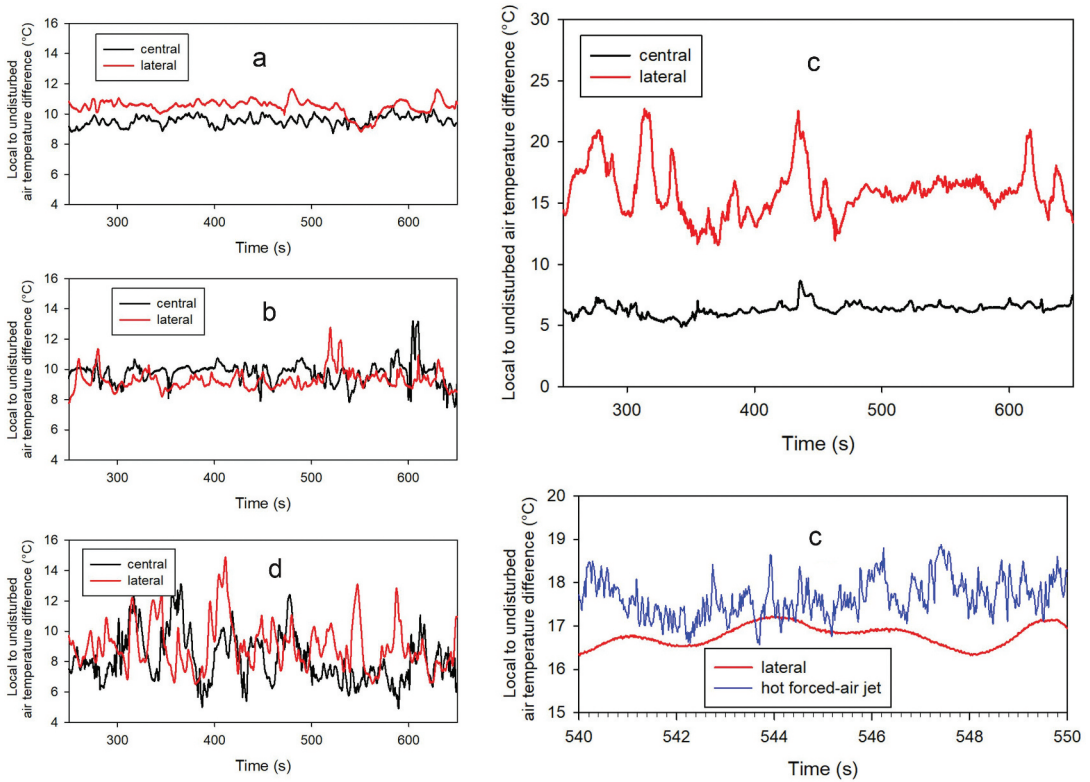 Local to undisturbed
air temperature difference (°C)
16
14
12
10
8
6
4
central
lateral
a
300
400
500
600
Time (s)
Local to undisturbed
air temperature difference (°C)
16
14
12
10
8
6
4
central
lateral
b
300
400
500
600
Time (s)
Local to undisturbed
air temperature difference (°C)
16
14
12
10
8
6
4
central
lateral
d
300
400
500
600
Time (s)
Local to undisturbed air temperature difference (°C)
30
25
20
15
10
5
0
central
lateral
c
300
400
500
600
Time (s)
Local to undisturbed
air temperature difference (°C)
20
19
18
17
16
15
c
lateral
hot forced-air jet
540
542
544
546
548
550
Time (s)